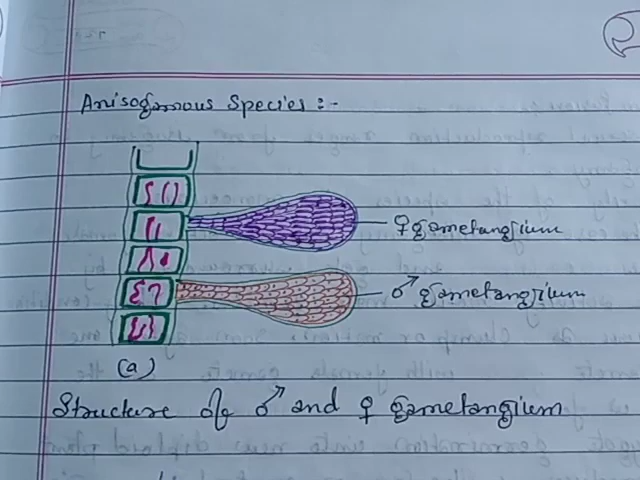 Anisogamous Species :-
♀ gametangium
♂ gametangium
(a)
Structure of ♂ and ♀ gametangium